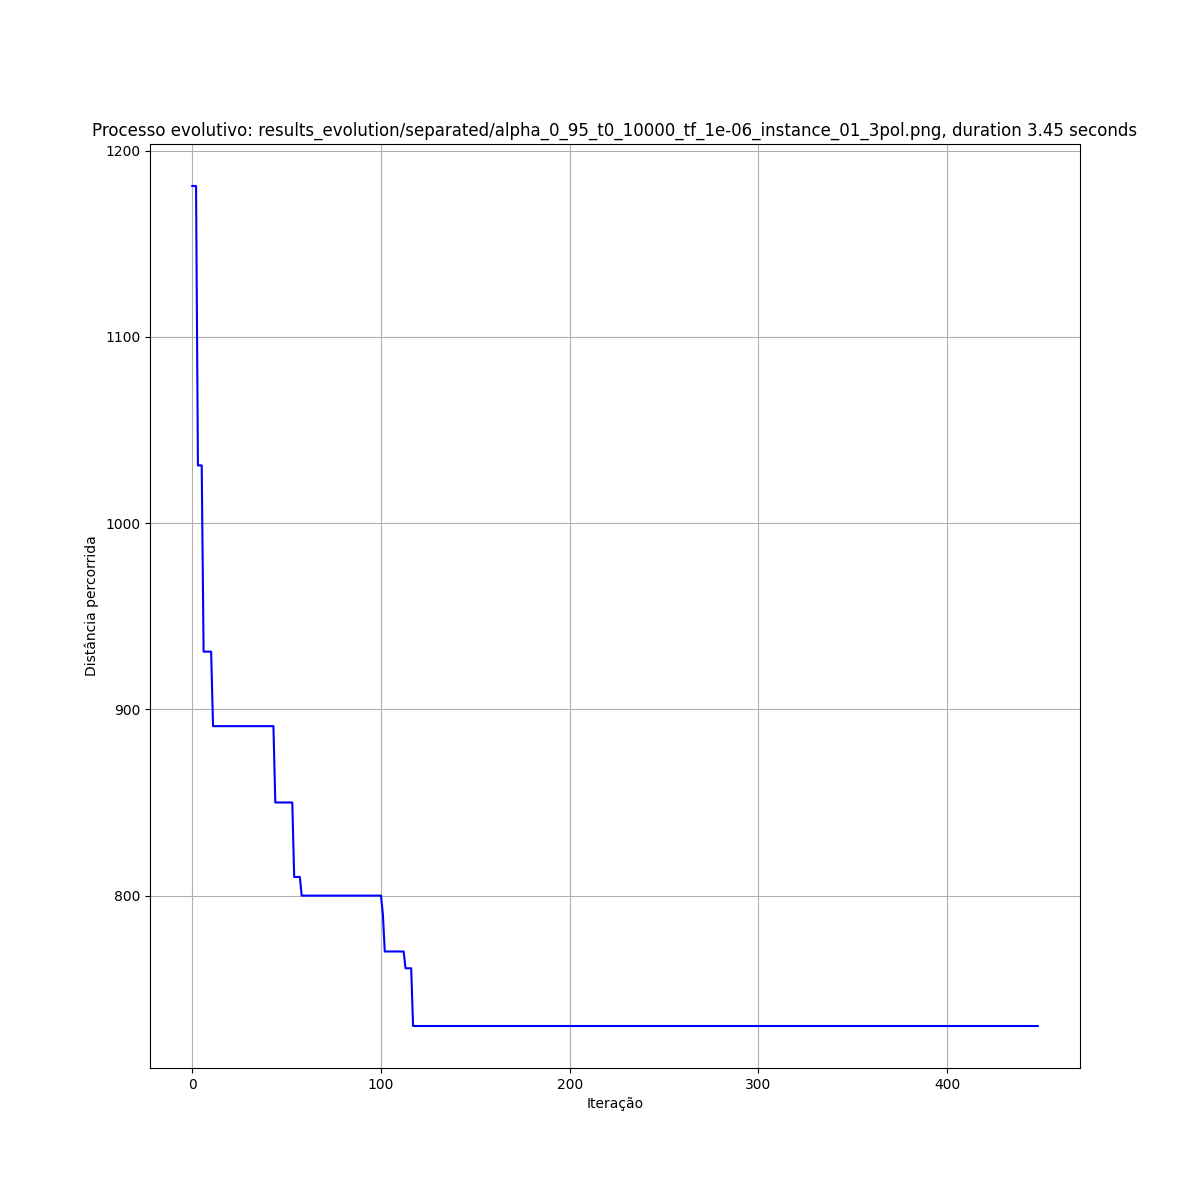 Processo evolutivo: results_evolution/separated/alpha_0_95_t0_10000_tf_1e-06_instance_01_3pol.png, duration 3.45 seconds
1200
1100
1000
900
800
Distância percorrida
0 100 200 300 400
Iteração